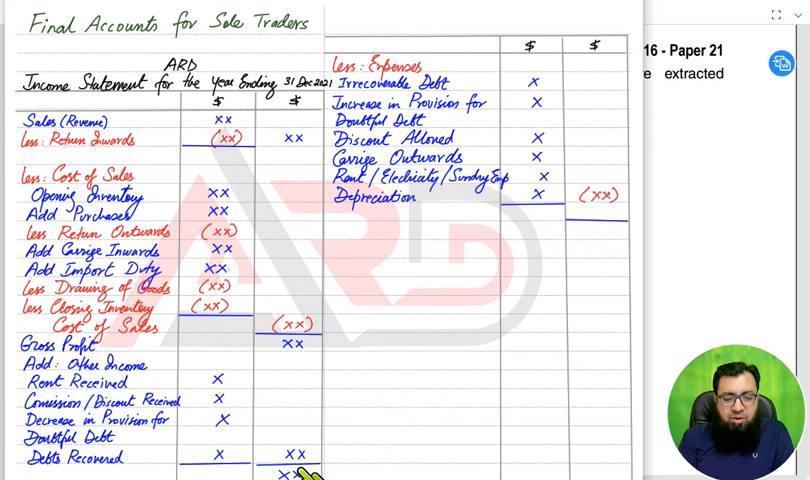 Final Accounts for Sole Traders
ARD
Income Statement for the Year Ending 31 Dec 2021
$ $
Sales (Revenue) xx
less: Return Inwards (xx) xx
less: Cost of Sales
Opening Inventory xx
Add Purchases xx
less Return Outwards (xx)
Add Carrige Inwards xx
Add Import Duty xx
less Drawing of Goods (xx)
less Closing Inventory (xx)
Cost of Sales (xx)
Gross Profit xx
Add: Other Income
Rent Received x
Comission/Discout Received x
Decrease in Provision for x
Doubtful Debt
Debts Recovered x xx
xx
$ $
less: Expenses
Irrecoverable Debt x
Increase in Provision for x
Doubtful Debt
Discout Allowed x
Carrige Outwards x
Rent/Electricity/Sundry Exp x
Depreciation x (xx)
16 - Paper 21
e extracted
ARD